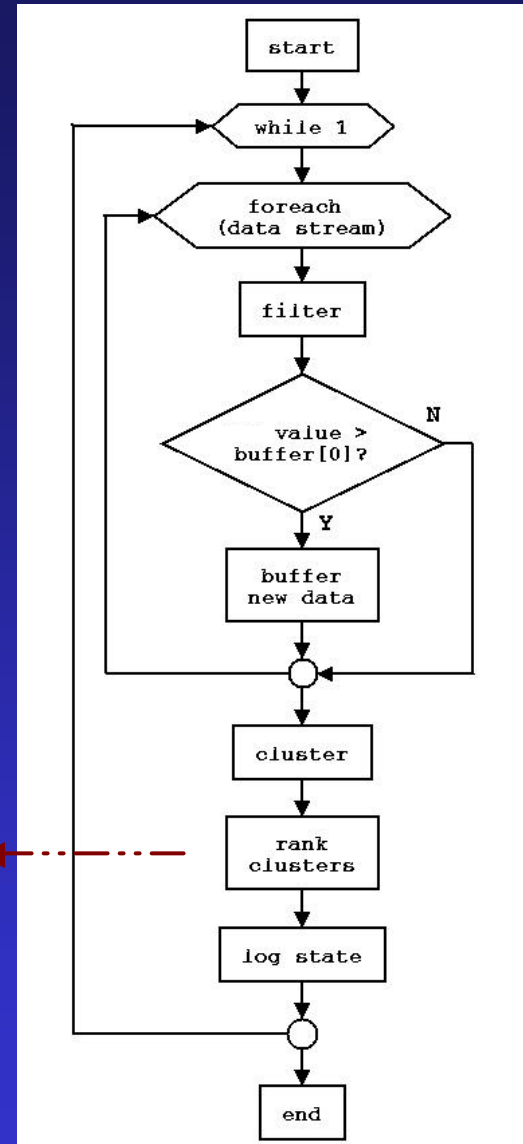 start
while 1
foreach
(data stream)
filter
value >
buffer[0]?
N
Y
buffer
new data
cluster
rank
clusters
log state
end